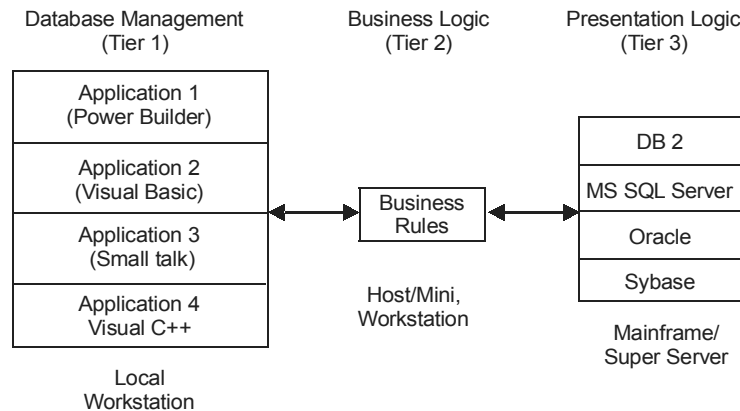 Database Management
(Tier 1)
Business Logic
(Tier 2)
Presentation Logic
(Tier 3)
Application 1
(Power Builder)
Application 2
(Visual Basic)
Application 3
(Small talk)
Application 4
Visual C++
Local
Workstation
Business
Rules
Host/Mini,
Workstation
DB 2
MS SQL Server
Oracle
Sybase
Mainframe/
Super Server